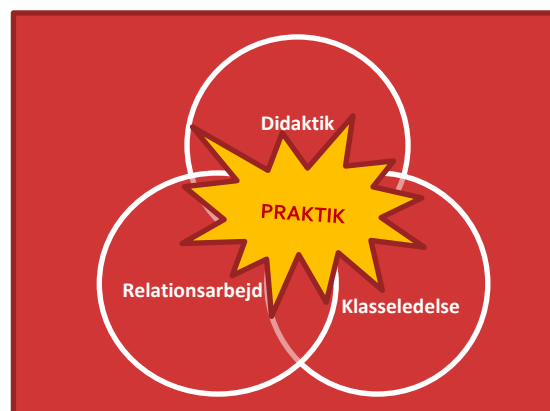 Didaktik
PRAKTIK
Relationsarbejd
Klasseledelse